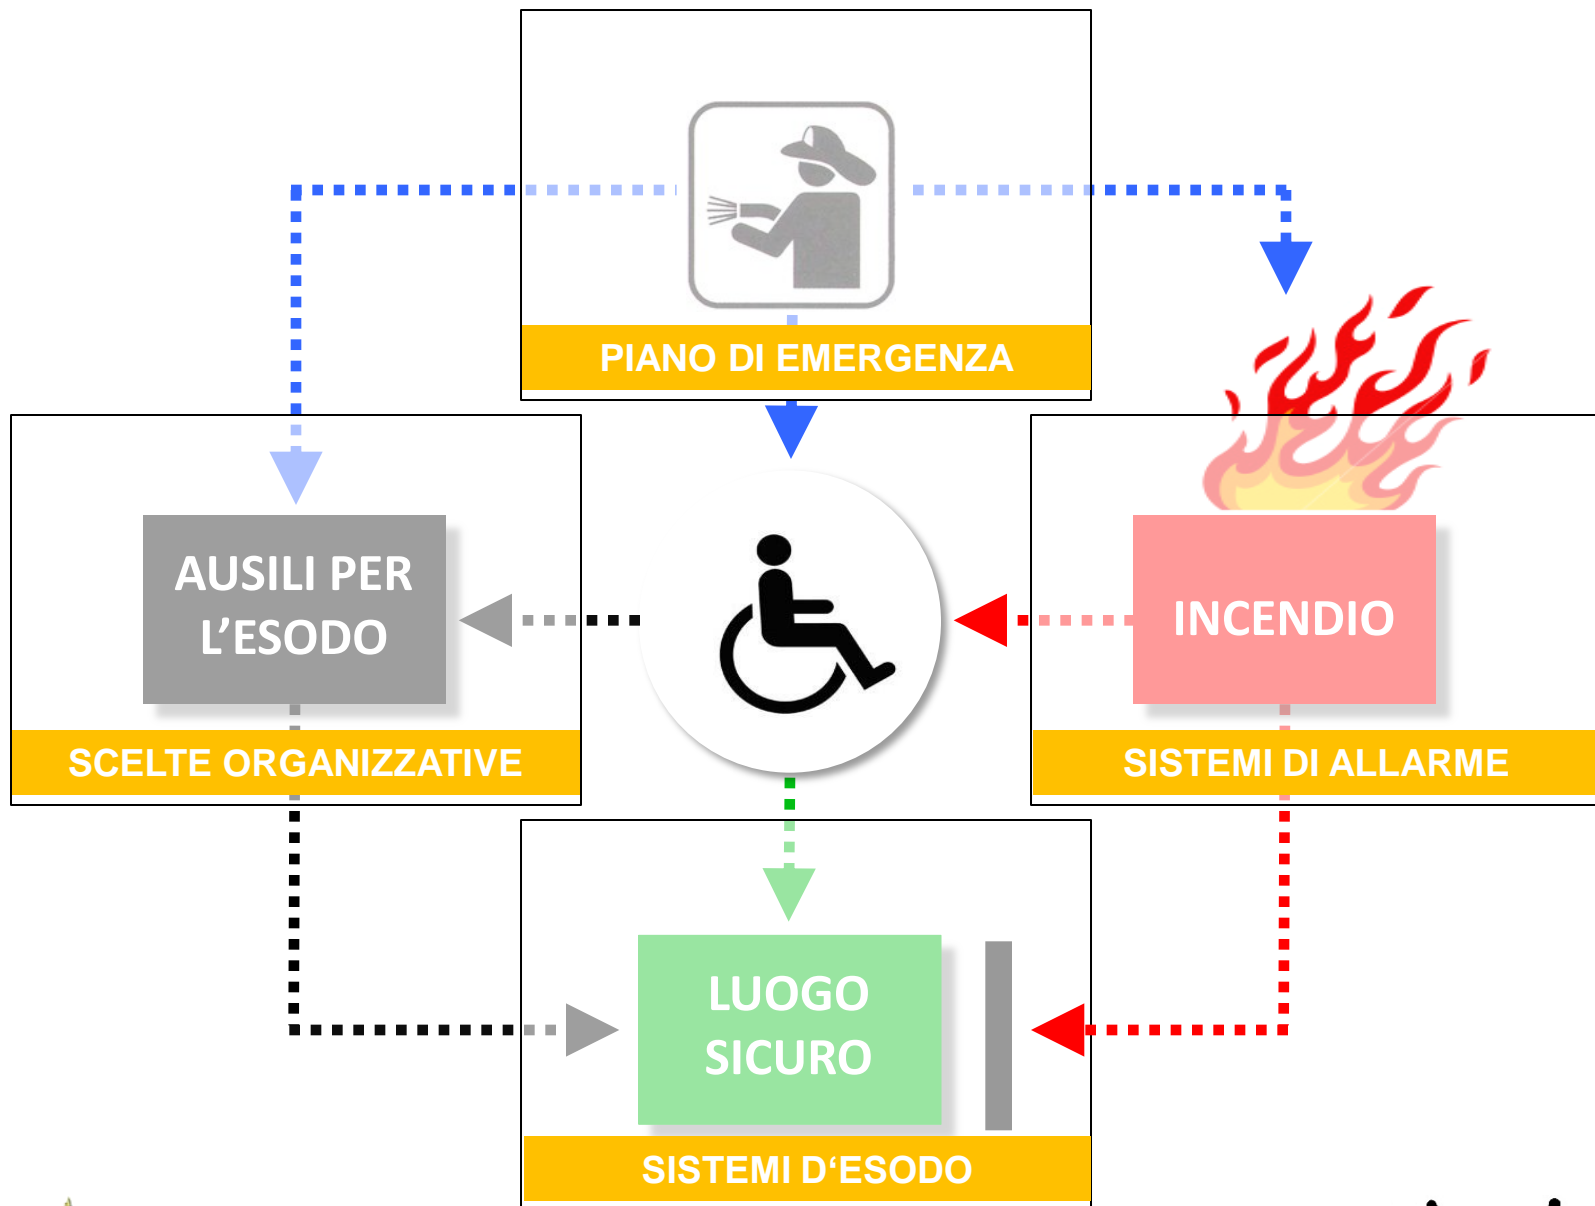 PIANO DI EMERGENZA
AUSILI PER
L’ESODO
INCENDIO
SCELTE ORGANIZZATIVE
SISTEMI DI ALLARME
LUOGO
SICURO
SISTEMI D‘ESODO